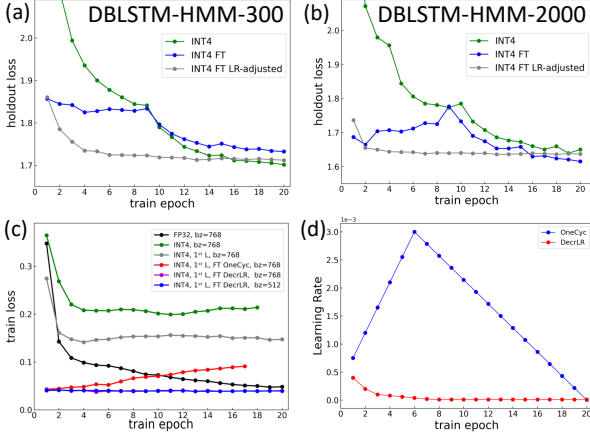 (a) DBLSTM-HMM-300
2.0
1.9
1.8
1.7
holdout loss
INT4
INT4 FT
INT4 FT LR-adjusted
0 2 4 6 8 10 12 14 16 18 20
train epoch
(b) DBLSTM-HMM-2000
2.0
1.9
1.8
1.7
1.6
holdout loss
INT4
INT4 FT
INT4 FT LR-adjusted
0 2 4 6 8 10 12 14 16 18 20
train epoch
(c)
0.3
0.2
0.1
0.0
train loss
FP32, bz=768
INT4, bz=768
INT4, 1st L, bz=768
INT4, 1st L, FT OneCyc, bz=768
INT4, 1st L, FT DecrLR, bz=768
INT4, 1st L, FT DecrLR, bz=512
0 2 4 6 8 10 12 14 16 18 20
train epoch
(d)
1e-3
3.0
2.5
2.0
1.5
1.0
0.5
0.0
Learning Rate
OneCyc
DecrLR
0 2 4 6 8 10 12 14 16 18 20
train epoch